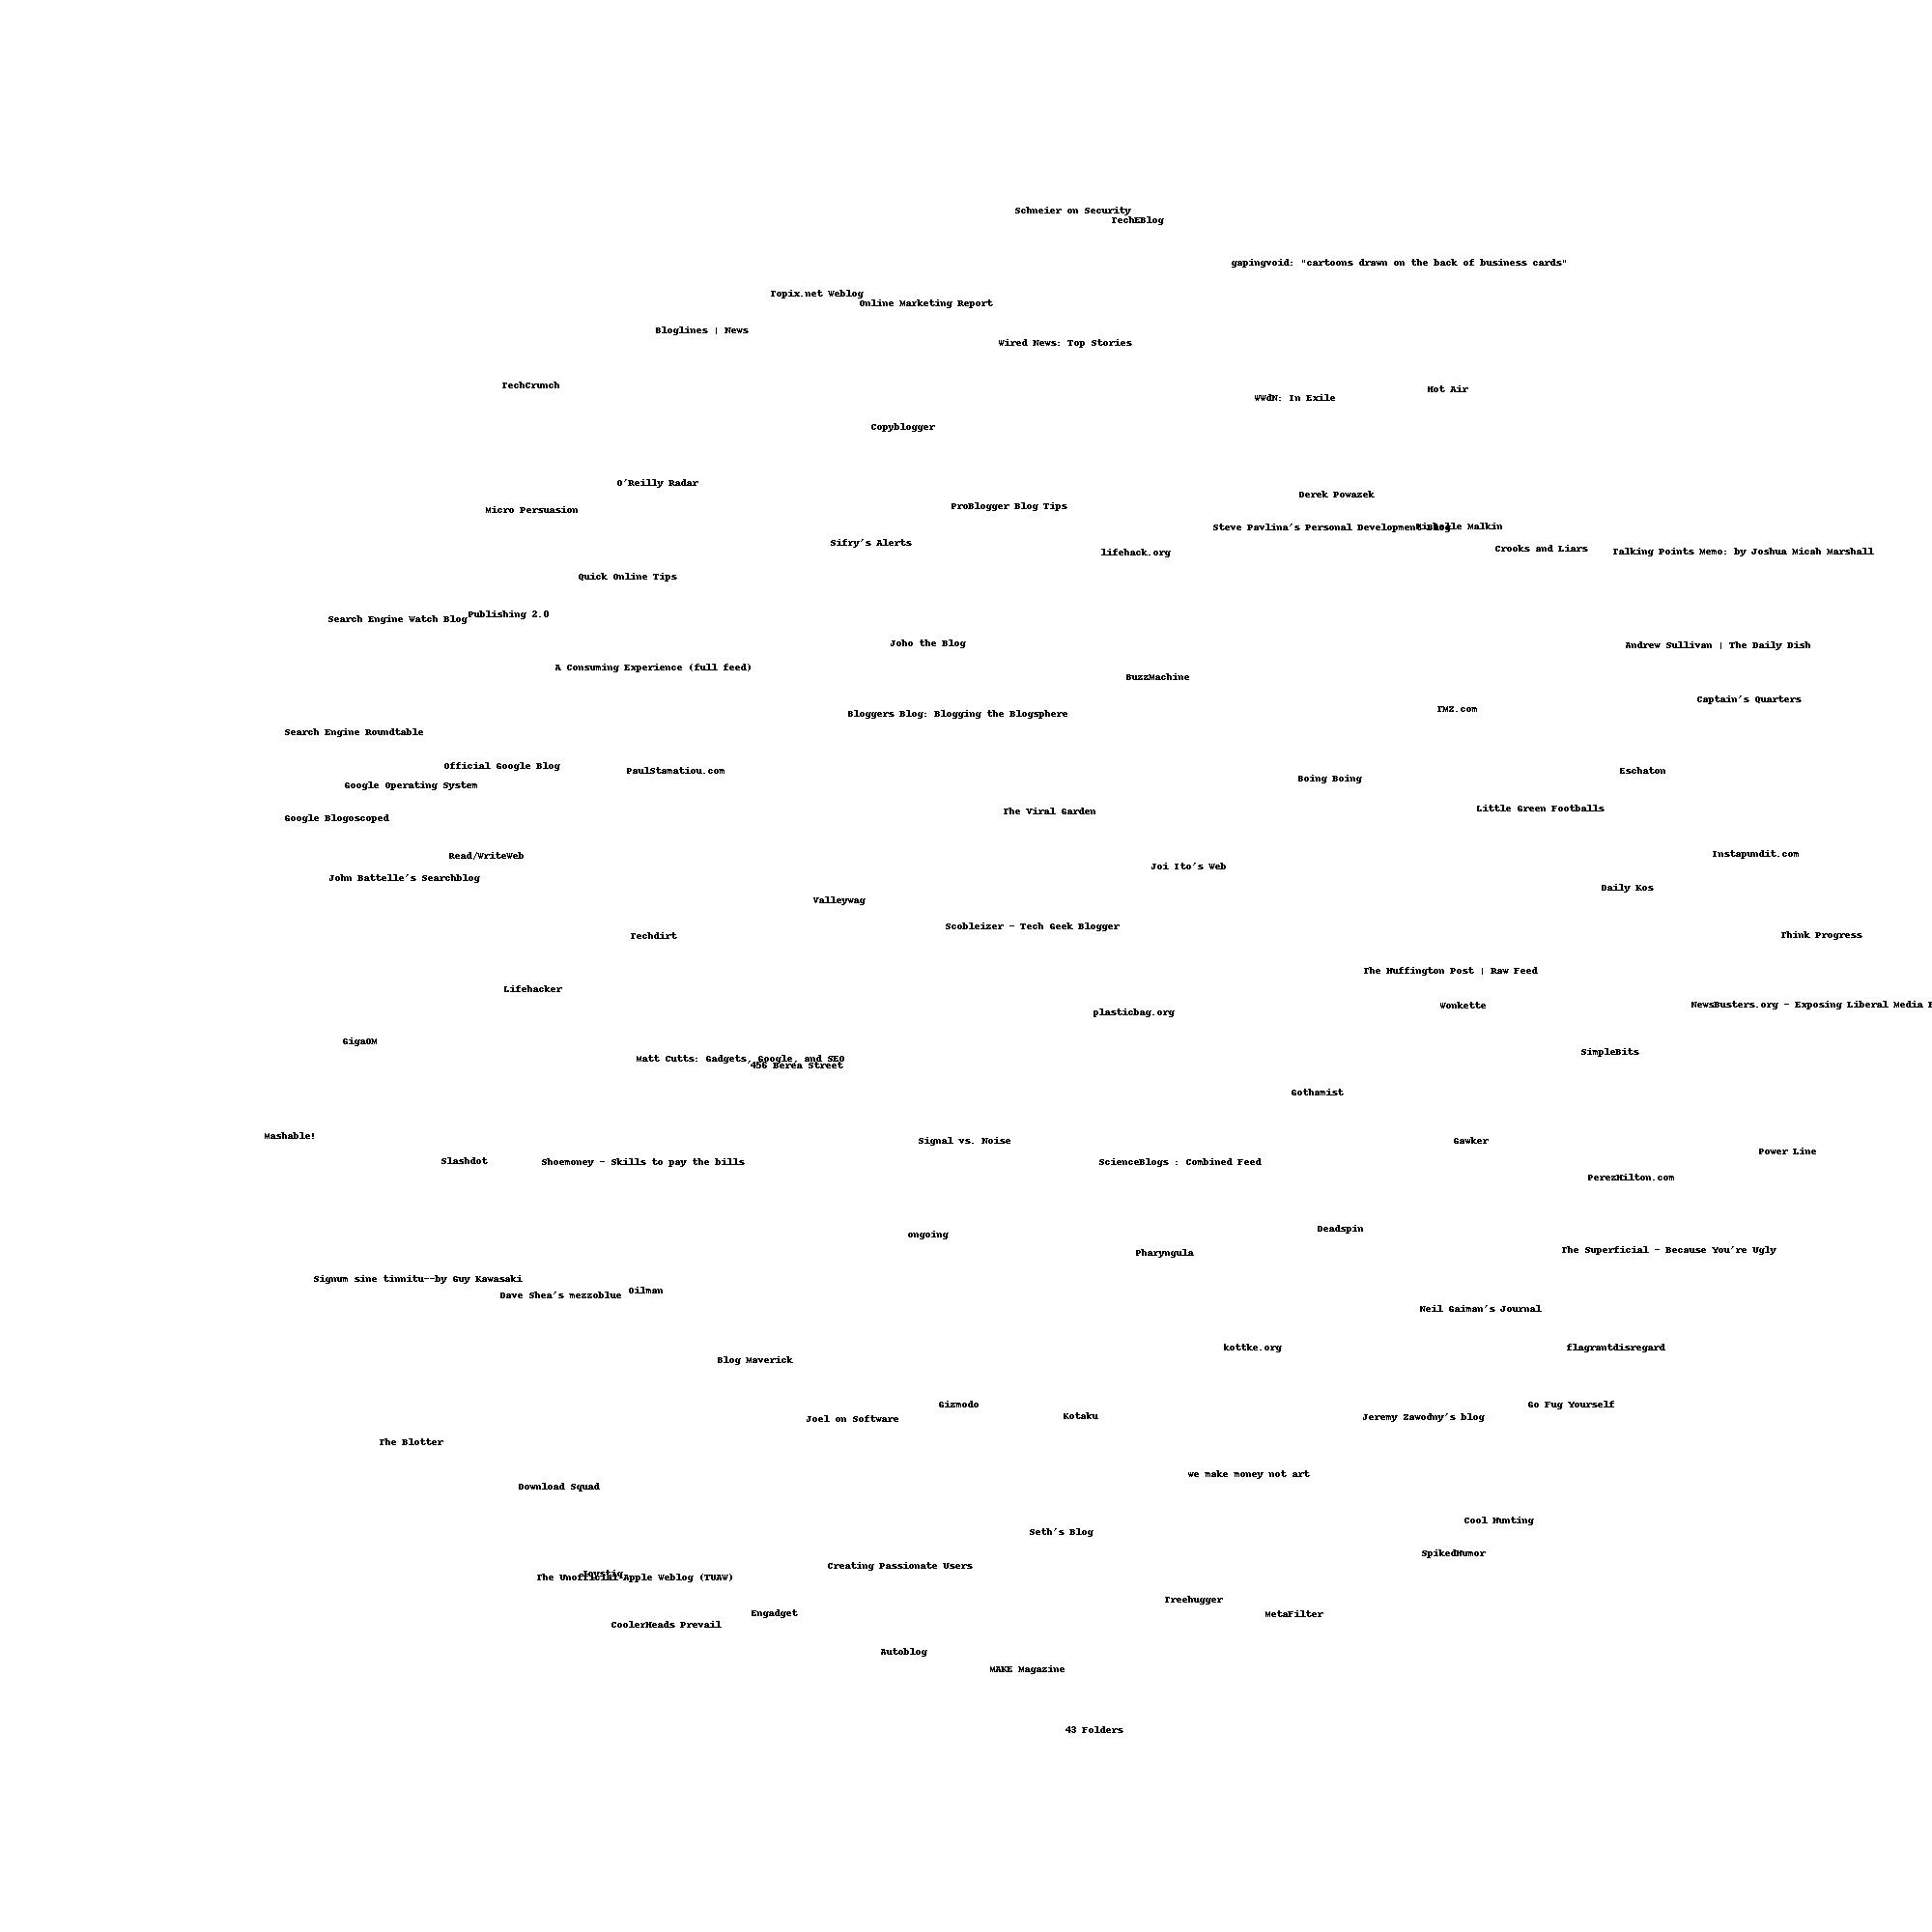 Schneier on Security
TechEBlog
gapingvoid: "cartoons drawn on the back of business cards"
Topix.net Weblog
Online Marketing Report
Bloglines | News
Wired News: Top Stories
TechCrunch
Hot Air
WWdN: In Exile
Copyblogger
O'Reilly Radar
Derek Powazek
ProBlogger Blog Tips
Micro Persuasion
Steve Pavlina's Personal Development Blog
Michelle Malkin
Sifry's Alerts
Crooks and Liars
Talking Points Memo: by Joshua Micah Marshall
lifehack.org
Quick Online Tips
Publishing 2.0
Search Engine Watch Blog
Joho the Blog
Andrew Sullivan | The Daily Dish
A Consuming Experience (full feed)
BuzzMachine
Captain's Quarters
TMZ.com
Bloggers Blog: Blogging the Blogsphere
Search Engine Roundtable
Official Google Blog
PaulStamatiou.com
Eschaton
Boing Boing
Google Operating System
Little Green Footballs
The Viral Garden
Google Blogoscoped
Instapundit.com
Read/WriteWeb
Joi Ito's Web
John Battelle's Searchblog
Daily Kos
Valleywag
Scobleizer - Tech Geek Blogger
Think Progress
Techdirt
The Huffington Post | Raw Feed
Lifehacker
NewsBusters.org - Exposing Liberal Media
Wonkette
plasticbag.org
GigaOM
SimpleBits
Matt Cutts: Gadgets, Google, and SEO
456 Berea Street
Gothamist
Mashable!
Signal vs. Noise
Gawker
Power Line
Slashdot
Shoemoney - Skills to pay the bills
ScienceBlogs : Combined Feed
PerezHilton.com
Deadspin
ongoing
The Superficial - Because You're Ugly
Pharyngula
Signum sine tinnitu--by Guy Kawasaki
Oilman
Dave Shea's mezzoblue
Neil Gaiman's Journal
kottke.org
flagrantdisregard
Blog Maverick
Gizmodo
Go Fug Yourself
Kotaku
Jeremy Zawodny's blog
Joel on Software
The Blotter
we make money not art
Download Squad
Cool Hunting
Seth's Blog
SpikedHumor
Creating Passionate Users
Joystiq
The Unofficial Apple Weblog (TUAW)
Treehugger
Engadget
MetaFilter
CoolerHeads Prevail
Autoblog
MAKE Magazine
43 Folders